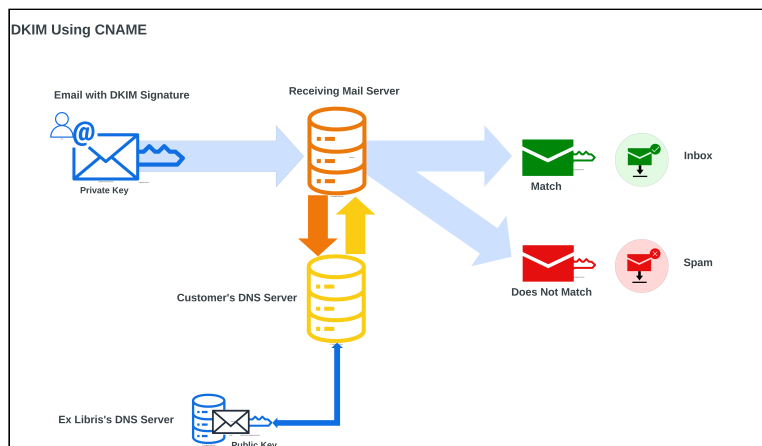 DKIM Using CNAME
Email with DKIM Signature
Receiving Mail Server
@
Private Key
Match
Inbox
Does Not Match
Spam
Customer's DNS Server
Ex Libris's DNS Server
Public Key